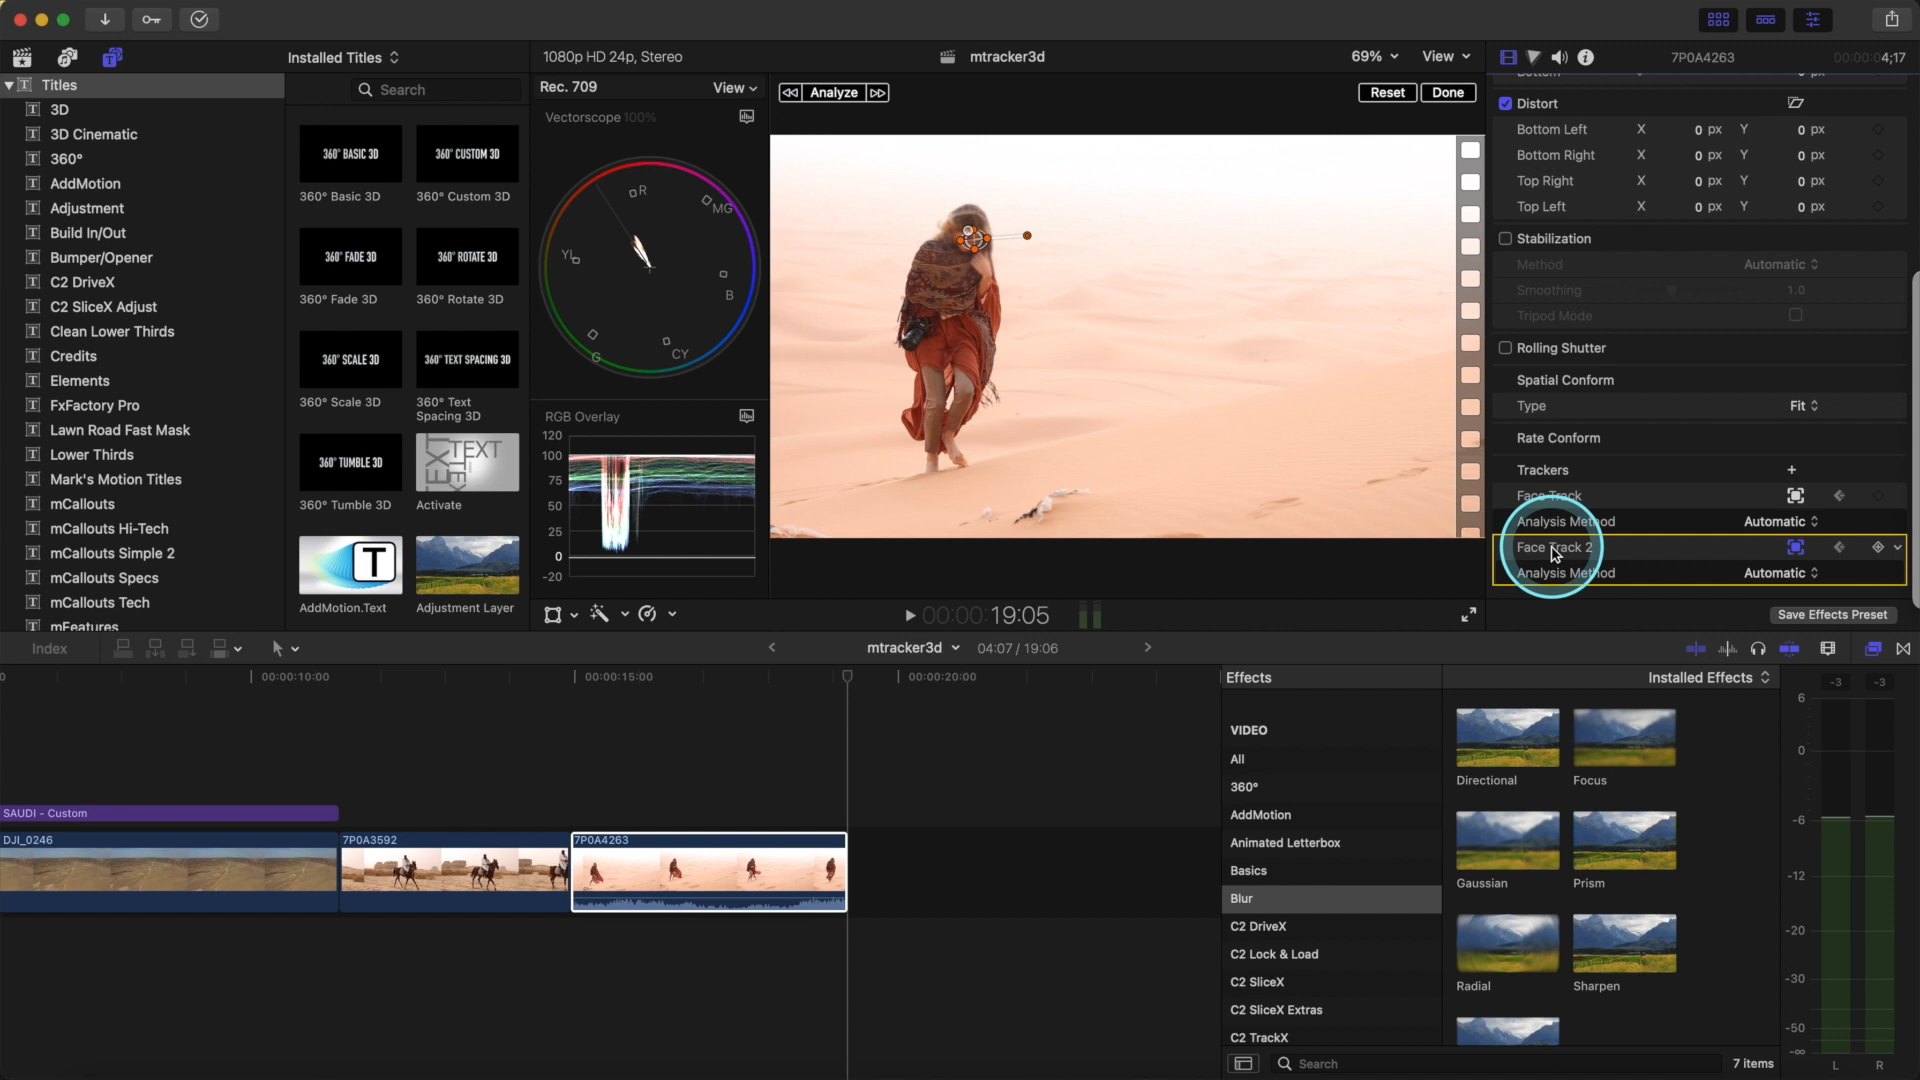 Installed Titles
1080p HD 24p, Stereo
mtracker3d
69%
View
7P0A4263
00:00:04;17
Titles
3D
3D Cinematic
360°
AddMotion
Adjustment
Build In/Out
Bumper/Opener
C2 DriveX
C2 SliceX Adjust
Clean Lower Thirds
Credits
Elements
FxFactory Pro
Lawn Road Fast Mask
Lower Thirds
Mark's Motion Titles
mCallouts
mCallouts Hi-Tech
mCallouts Simple 2
mCallouts Specs
mCallouts Tech
mFeatures
Search
360° BASIC 3D
360° CUSTOM 3D
360° Basic 3D
360° Custom 3D
360° FADE 3D
360° ROTATE 3D
360° Fade 3D
360° Rotate 3D
360° SCALE 3D
360° TEXT SPACING 3D
360° Scale 3D
360° Text
Spacing 3D
360° TUMBLE 3D
TEXT
360° Tumble 3D
Activate
T
AddMotion.Text
Adjustment Layer
Rec. 709
View
Vectorscope 100%
R
MG
YL
B
G
CY
RGB Overlay
120
100
75
50
25
0
-20
Analyze
Reset
Done
Bottom
Distort
Bottom Left X 0 px Y 0 px
Bottom Right X 0 px Y 0 px
Top Right X 0 px Y 0 px
Top Left X 0 px Y 0 px
Stabilization
Method Automatic
Smoothing 1.0
Tripod Mode
Rolling Shutter
Spatial Conform
Type Fit
Rate Conform
Trackers +
Face Track
Analysis Method Automatic
Face Track 2
Analysis Method Automatic
Save Effects Preset
00:00:00:19:05
Index
mtracker3d
04:07 / 19:06
00:00:10:00
00:00:15:00
00:00:20:00
SAUDI - Custom
DJI_0246
7P0A3592
7P0A4263
Effects
Installed Effects
VIDEO
All
360°
AddMotion
Animated Letterbox
Basics
Blur
C2 DriveX
C2 Lock & Load
C2 SliceX
C2 SliceX Extras
C2 TrackX
Directional
Focus
Gaussian
Prism
Radial
Sharpen
Search
7 items
-3 -3
6
0
-6
-12
-20
-30
-50
-∞
L R